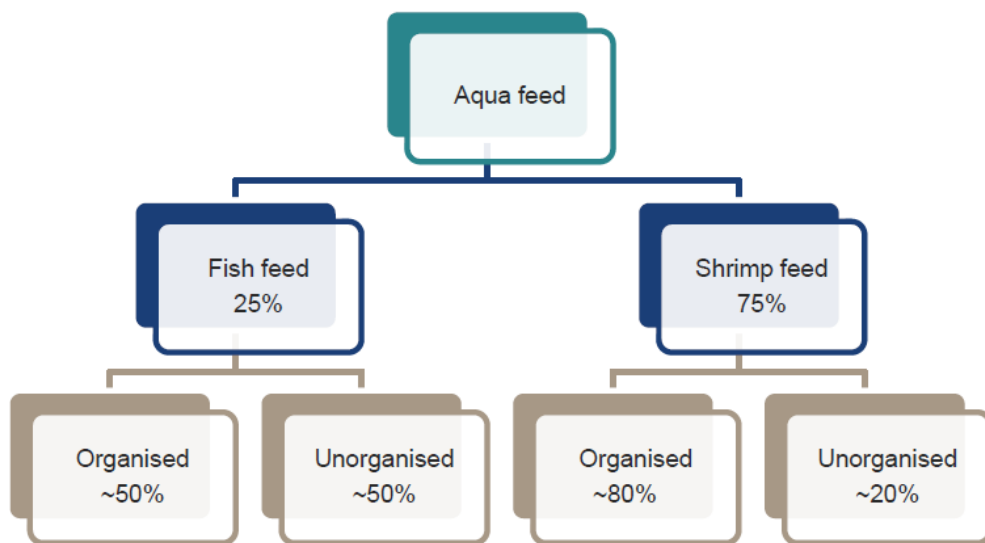 Aqua feed
Fish feed
25%
Shrimp feed
75%
Organised
~50%
Unorganised
~50%
Organised
~80%
Unorganised
~20%